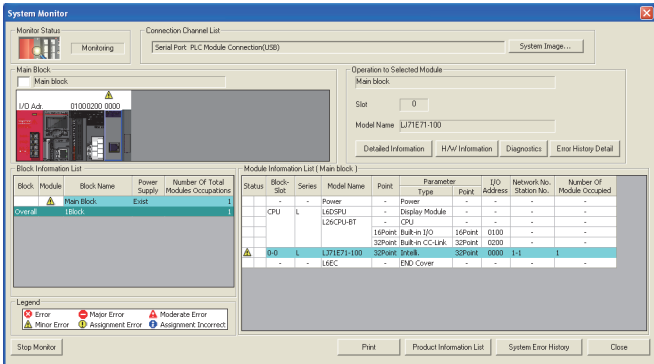 System Monitor
Monitor Status
Monitoring
Connection Channel List
Serial Port PLC Module Connection(USB)
System Image...
Main Block
Main block
I/O Adr. 01000200 0000
Operation to Selected Module
Main block
Slot 0
Model Name LJ71E71-100
Detailed Information H/W Information Diagnostics Error History Detail
Block Information List
Block Module Block Name Power Supply Number Of Total Modules Occupations
Main Block Exist 1
Overall 1Block 1
Module Information List ( Main block )
Status Block-Slot Series Model Name Point Parameter Type Point I/O Address Network No. Station No. Number Of Module Occupied
- - Power - Power - - - -
CPU L L6DSPU - Display Module - - - -
L26CPU-BT - CPU - - - -
16Point Built-in I/O 16Point 0100
32Point Built-in CC-Link 32Point 0200
0-0 L LJ71E71-100 32Point Intelli. 32Point 0000 1-1 1
- - L6EC - END Cover - - - -
Legend
Error Major Error Moderate Error
Minor Error Assignment Error Assignment Incorrect
Stop Monitor Print Product Information List System Error History Close